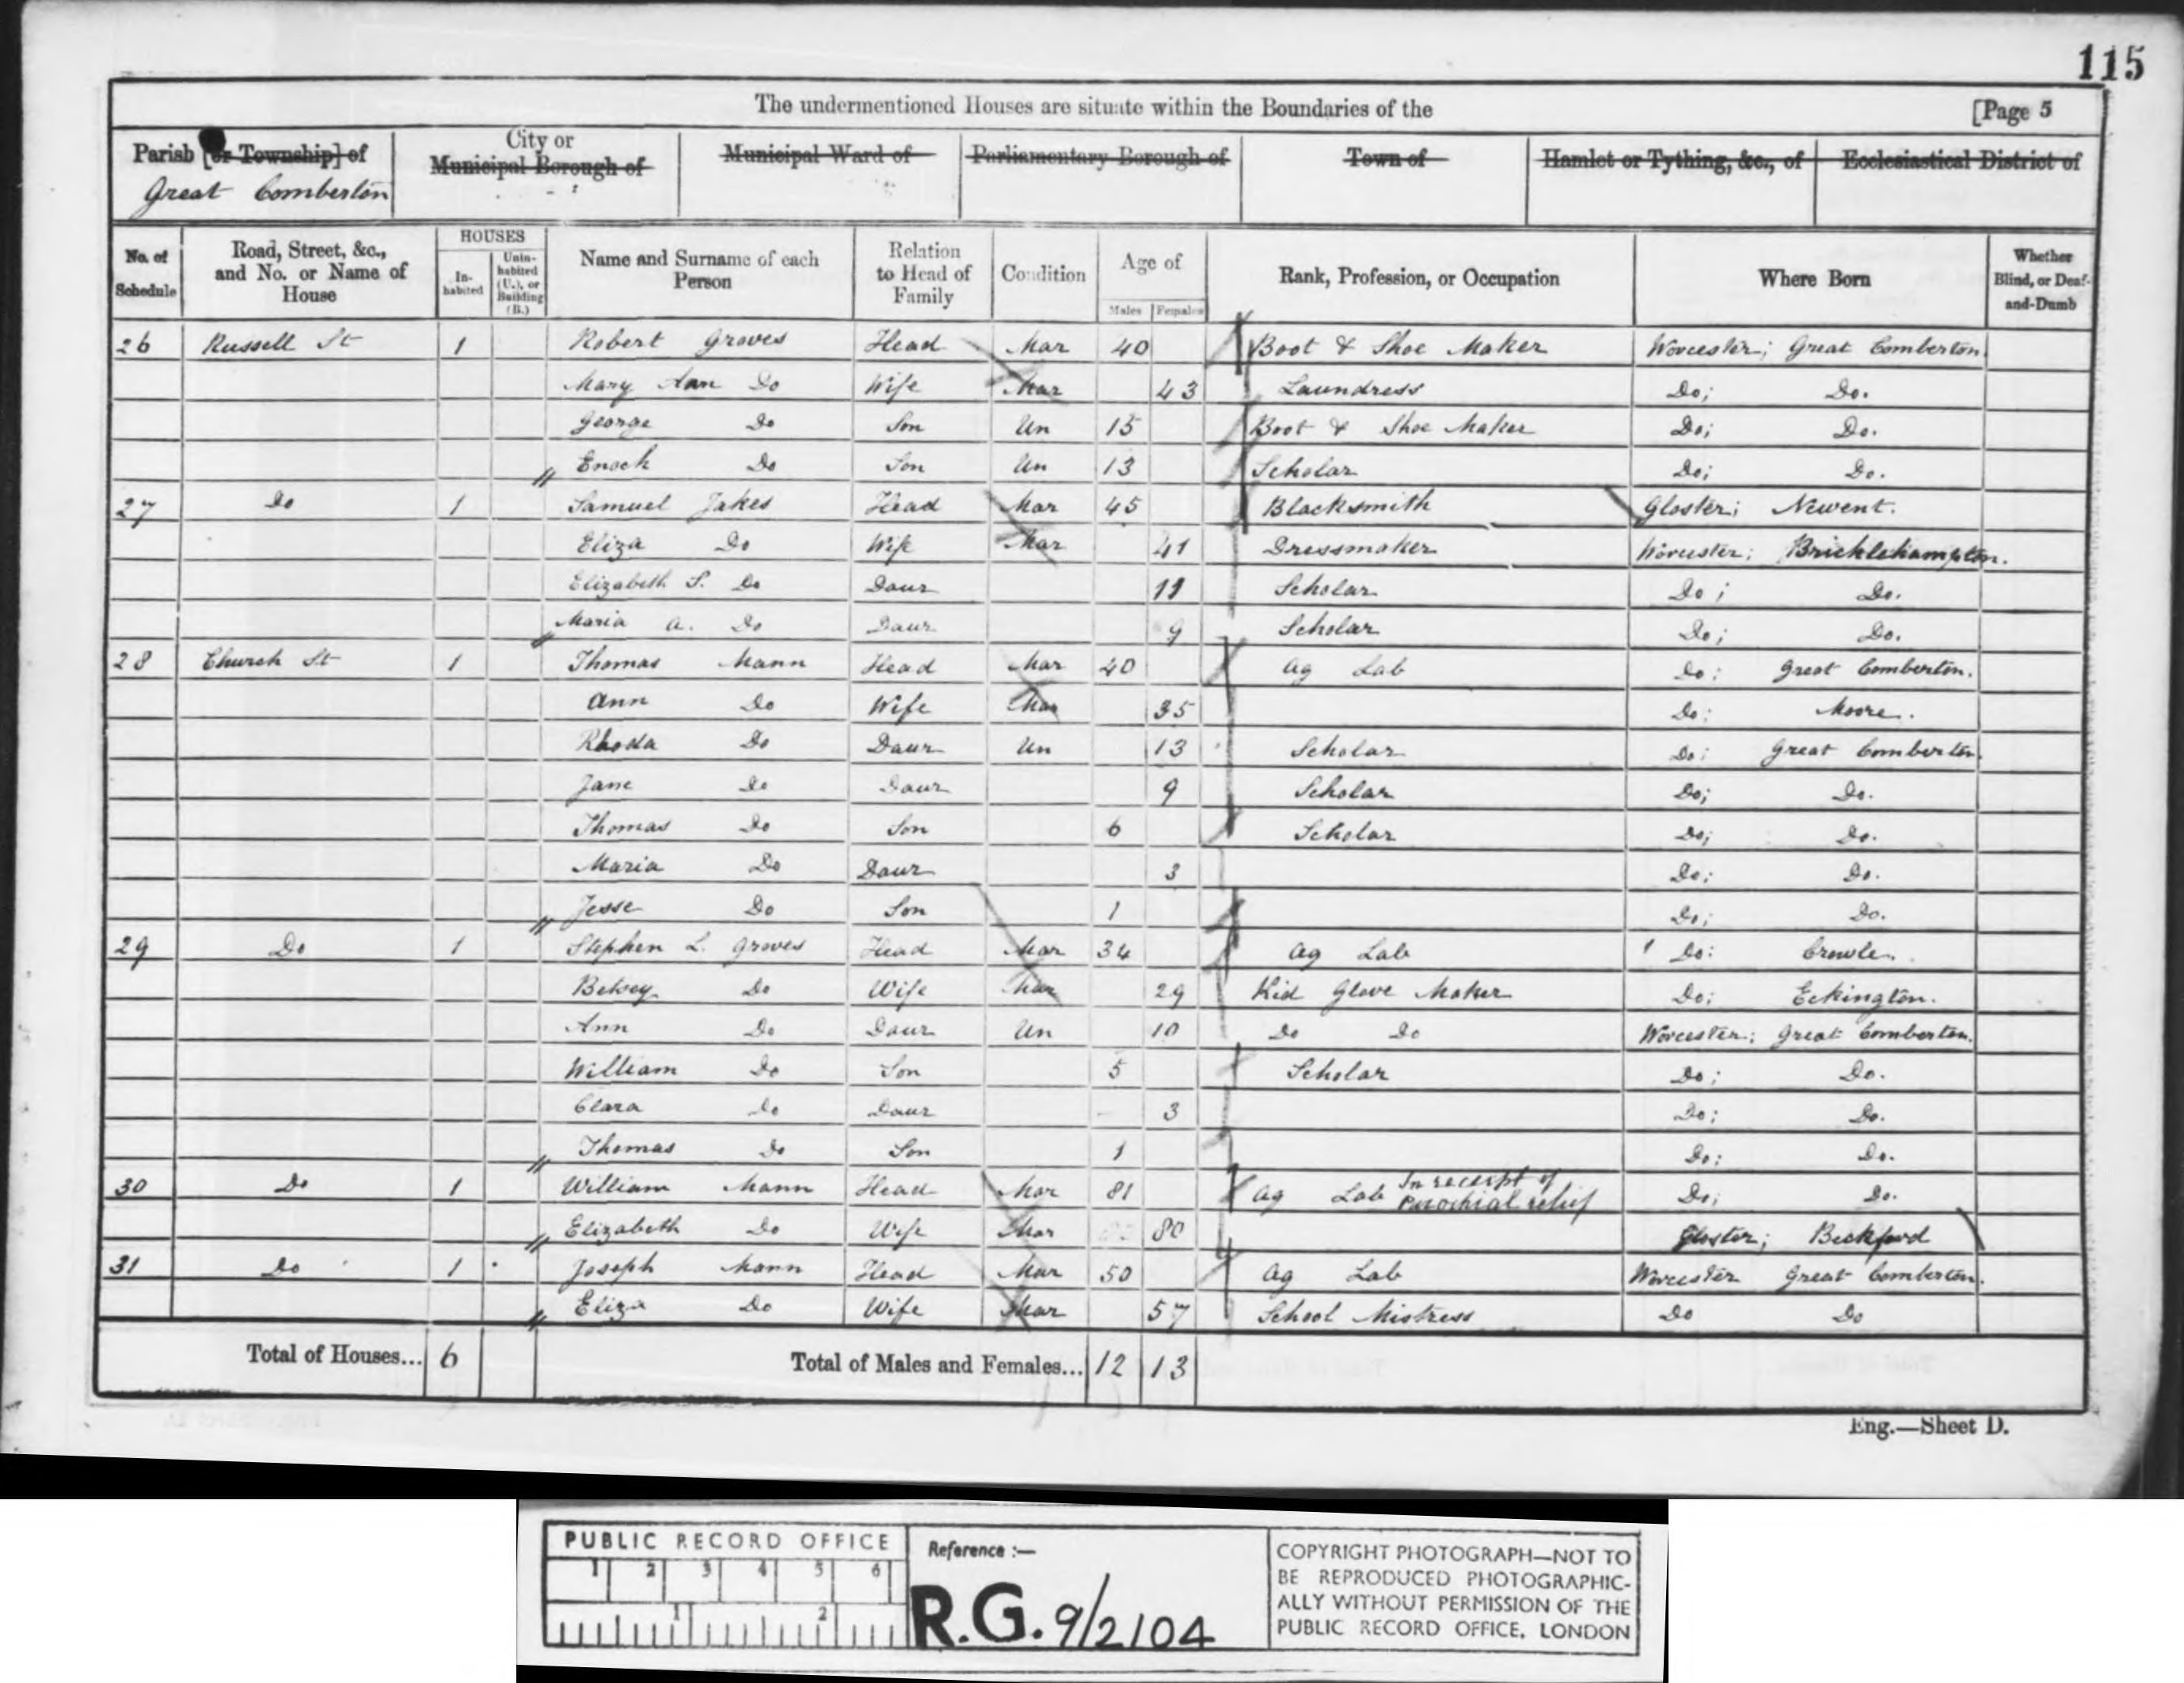 115
The undermentioned Houses are situate within the Boundaries of the [Page 5
Parish [or Township] of City or Municipal Borough of Municipal Ward of Parliamentary Borough of Town of Hamlet or Tything, &c., of Ecclesiastical District of
Great Comberton
No. of Schedule Road, Street, &c., and No. or Name of House HOUSES Inhabited Uninhabited (U.), or Building (B.) Name and Surname of each Person Relation to Head of Family Condition Age of Males Females Rank, Profession, or Occupation Where Born Whether Blind, or Deaf-and-Dumb
26 Russell St 1 Robert Groves Head Mar 40 Boot & Shoe Maker Worcester; Great Comberton
Mary Ann Do Wife Mar 43 Laundress Do; Do.
George Do Son Un 15 Boot & Shoe Maker Do; Do.
Enoch Do Son Un 13 Scholar Do; Do.
27 Do 1 Samuel Jakes Head Mar 45 Blacksmith Gloster; Newent.
Eliza Do Wife Mar 41 Dressmaker Worcester; Bricklehampton.
Elizabeth S. Do Daur 11 Scholar Do; Do.
Maria A. Do Daur 9 Scholar Do; Do.
28 Church St 1 Thomas Mann Head Mar 40 Ag Lab Do; Great Comberton.
Ann Do Wife Mar 35 Do; Moore.
Rhoda Do Daur Un 13 Scholar Do; Great Comberton.
Jane Do Daur 9 Scholar Do; Do.
Thomas Do Son 6 Scholar Do; Do.
Maria Do Daur 3 Do; Do.
Jesse Do Son 1 Do; Do.
29 Do 1 Stephen L. Groves Head Mar 34 Ag Lab Do: Crowle.
Betsey Do Wife Mar 29 Kid Glove Maker Do; Eckington.
Ann Do Daur Un 10 Do Do Worcester; Great Comberton.
William Do Son 5 Scholar Do; Do.
Clara Do Daur 3 Do; Do.
Thomas Do Son 1 Do; Do.
30 Do 1 William Mann Head Mar 81 Ag Lab In receipt of Parochial relief Do; Do.
Elizabeth Do Wife Mar 80 Gloster; Beckford
31 Do 1 Joseph Mann Head Mar 50 Ag Lab Worcester Great Comberton.
Eliza Do Wife Mar 57 School Mistress Do Do
Total of Houses... 6 Total of Males and Females... 12 13
Eng.—Sheet D.
PUBLIC RECORD OFFICE
1 2 3 4 5 6
1 2
Reference :—
R.G. 9/2104
COPYRIGHT PHOTOGRAPH—NOT TO
BE REPRODUCED PHOTOGRAPHIC-
ALLY WITHOUT PERMISSION OF THE
PUBLIC RECORD OFFICE, LONDON